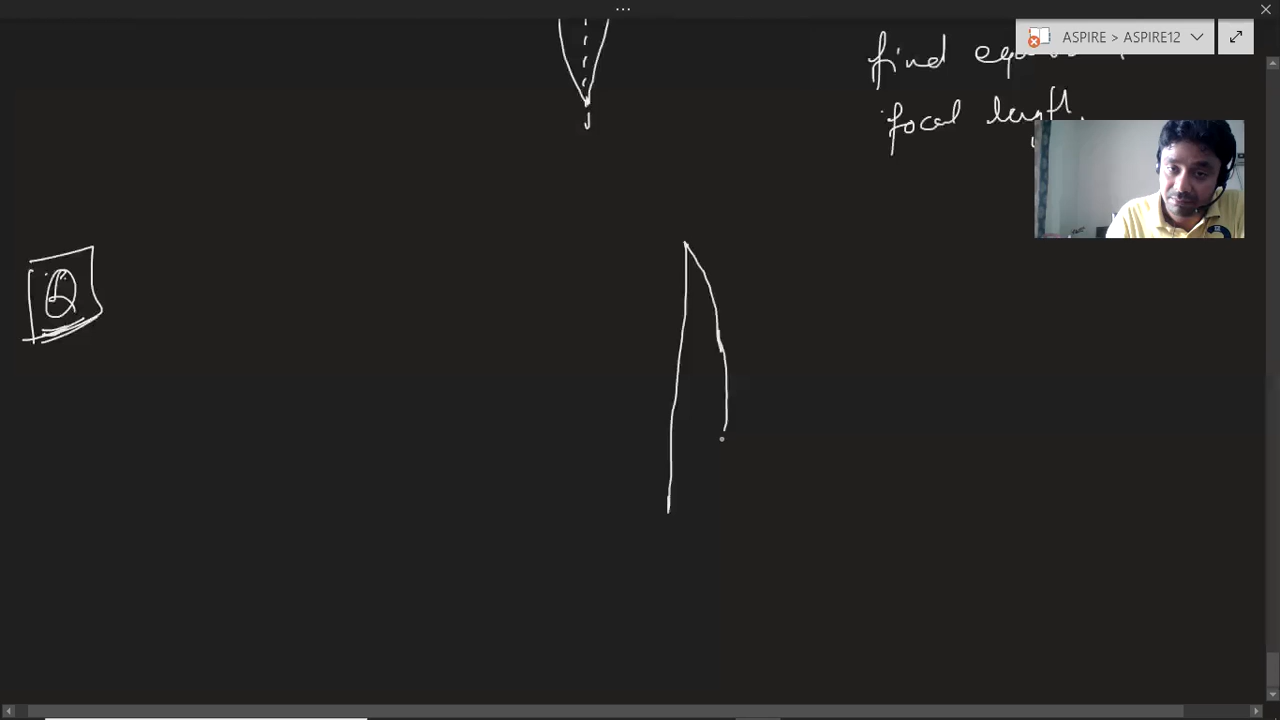 ASPIRE > ASPIRE12
find
focal length.
Q